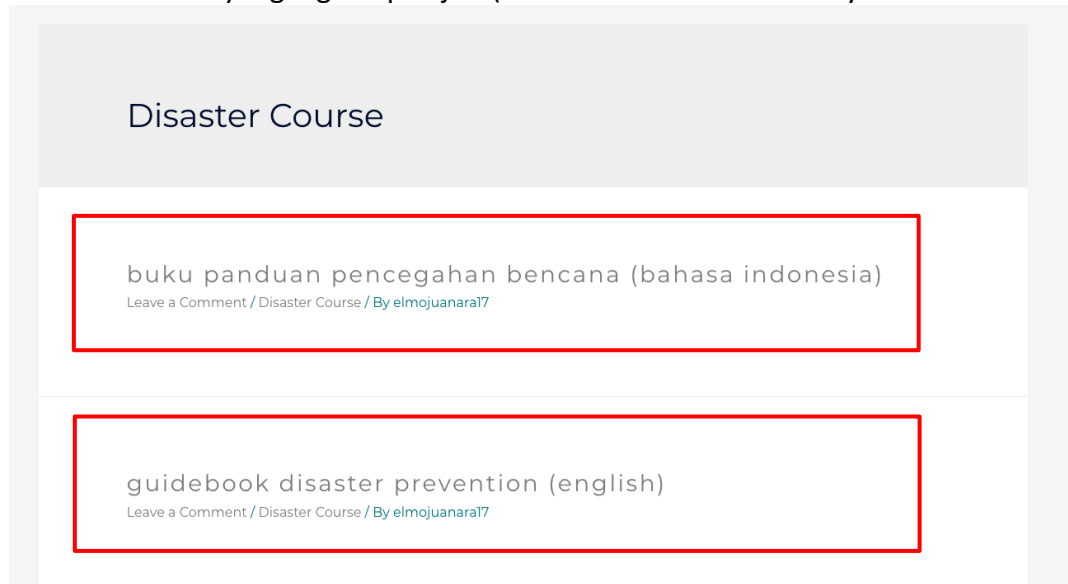 Disaster Course
buku panduan pencegahan bencana (bahasa indonesia)
Leave a Comment / Disaster Course / By elmojuanara17
guidebook disaster prevention (english)
Leave a Comment / Disaster Course / By elmojuanara17